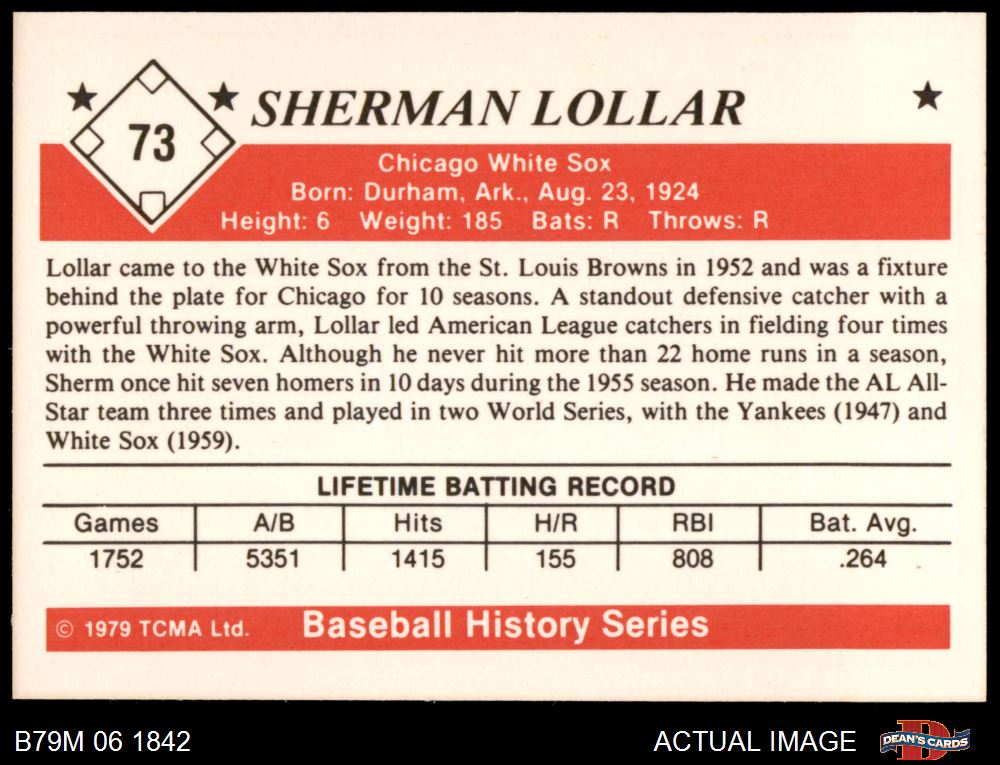 73
SHERMAN LOLLAR
Chicago White Sox
Born: Durham, Ark., Aug. 23, 1924
Height: 6 Weight: 185 Bats: R Throws: R
Lollar came to the White Sox from the St. Louis Browns in 1952 and was a fixture
behind the plate for Chicago for 10 seasons. A standout defensive catcher with a
powerful throwing arm, Lollar led American League catchers in fielding four times
with the White Sox. Although he never hit more than 22 home runs in a season,
Sherm once hit seven homers in 10 days during the 1955 season. He made the AL All-
Star team three times and played in two World Series, with the Yankees (1947) and
White Sox (1959).
LIFETIME BATTING RECORD
Games A/B Hits H/R RBI Bat. Avg.
1752 5351 1415 155 808 .264
© 1979 TCMA Ltd. Baseball History Series
B79M 06 1842 ACTUAL IMAGE DEAN'S CARDS